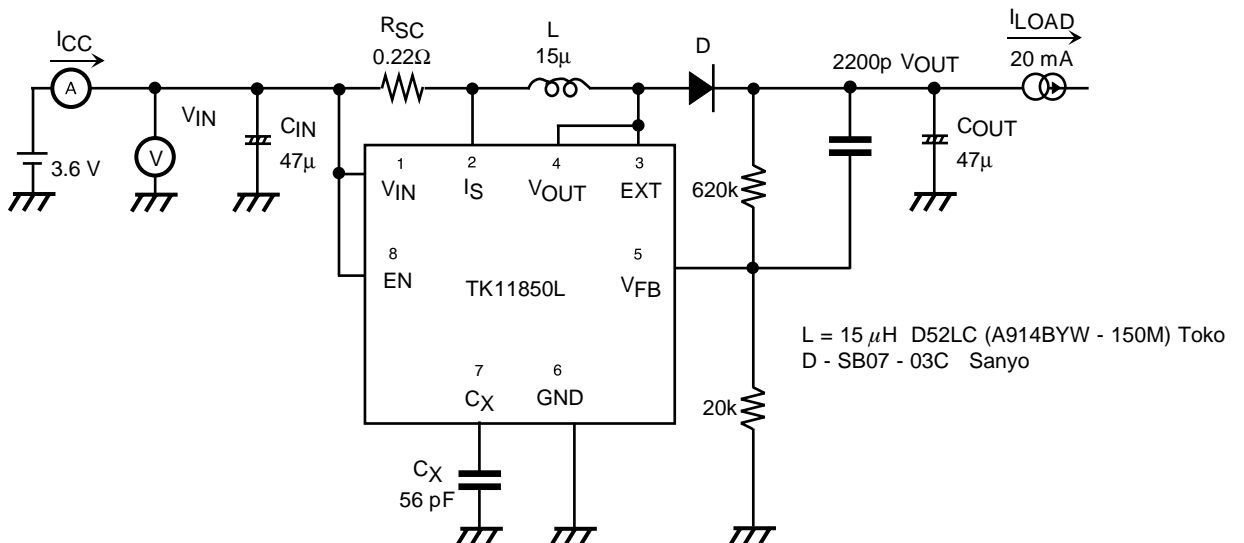 ICC
A
3.6 V
VIN
V
CIN
47μ
RSC
0.22Ω
L
15μ
D
2200p VOUT
ILOAD
20 mA
COUT
47μ
1
VIN
2
IS
4
VOUT
3
EXT
620k
8
EN
TK11850L
5
VFB
7
CX
6
GND
20k
CX
56 pF
L = 15 μH D52LC (A914BYW - 150M) Toko
D - SB07 - 03C Sanyo